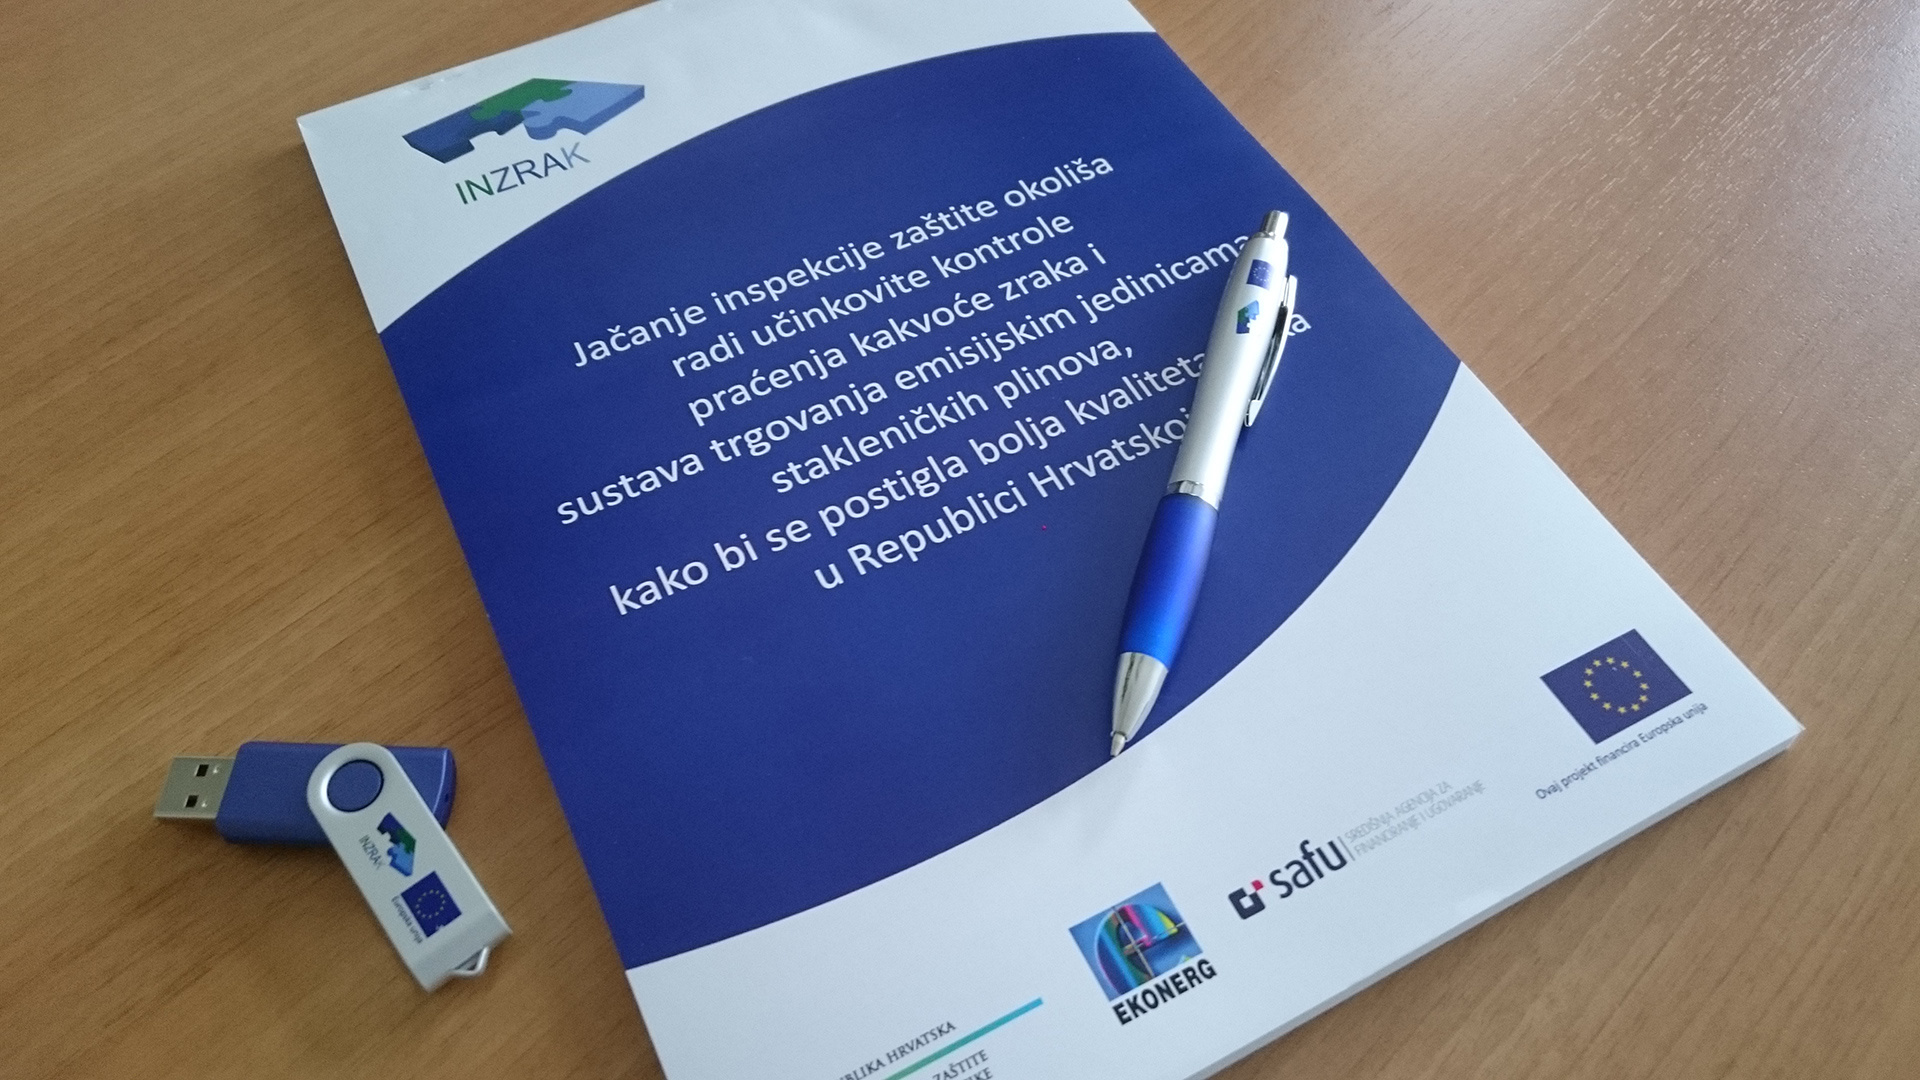 INZRAK
Jačanje inspekcije zaštite okoliša
radi učinkovite kontrole
praćenja kakvoće zraka i
sustava trgovanja emisijskim jedinicama
stakleničkih plinova,
kako bi se postigla bolja kvaliteta
u Republici Hrvatskoj
Ovaj projekt financira Europska unija
safu
SREDIŠNJA AGENCIJA ZA
FINANCIRANJE I UGOVARANJE
EKONERG
HRVATSKA
ZAŠTITE
INZRAK
Europska unija